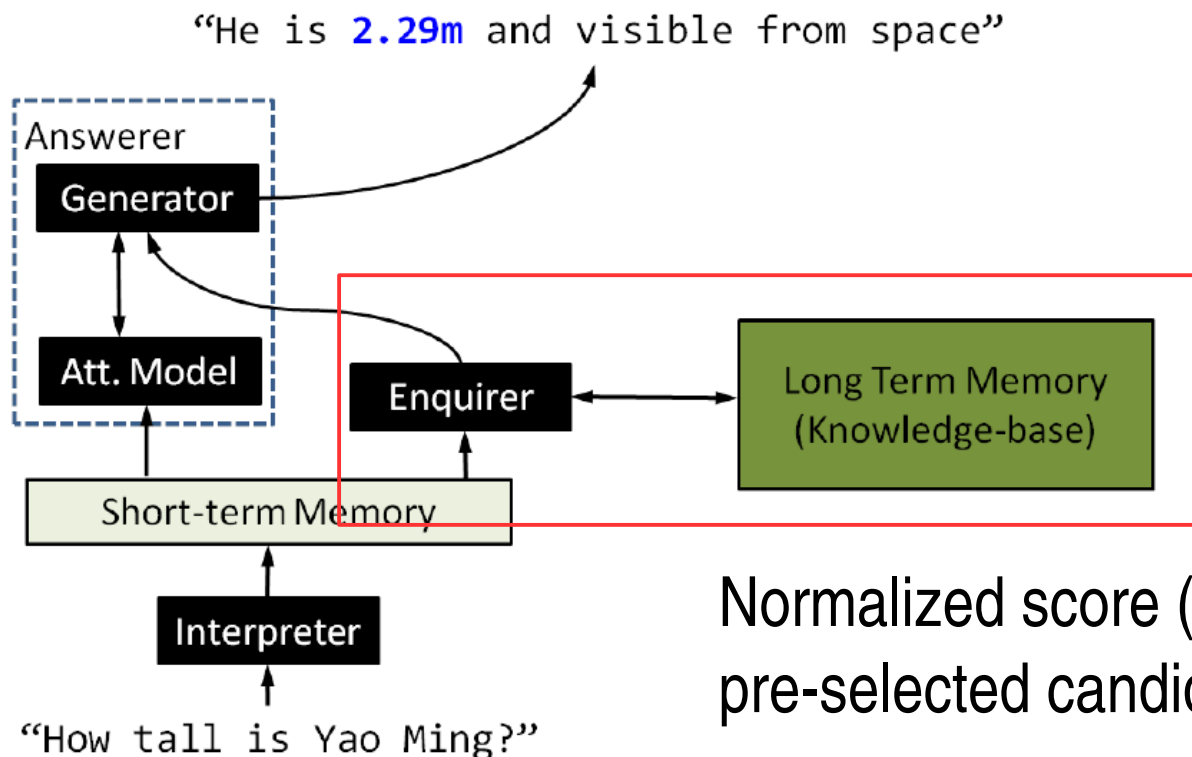 “He is 2.29m and visible from space”
Answerer
Generator
Att. Model
Enquirer
Long Term Memory
(Knowledge-base)
Short-term Memory
Interpreter
“How tall is Yao Ming?”
Normalized score (
pre-selected candid